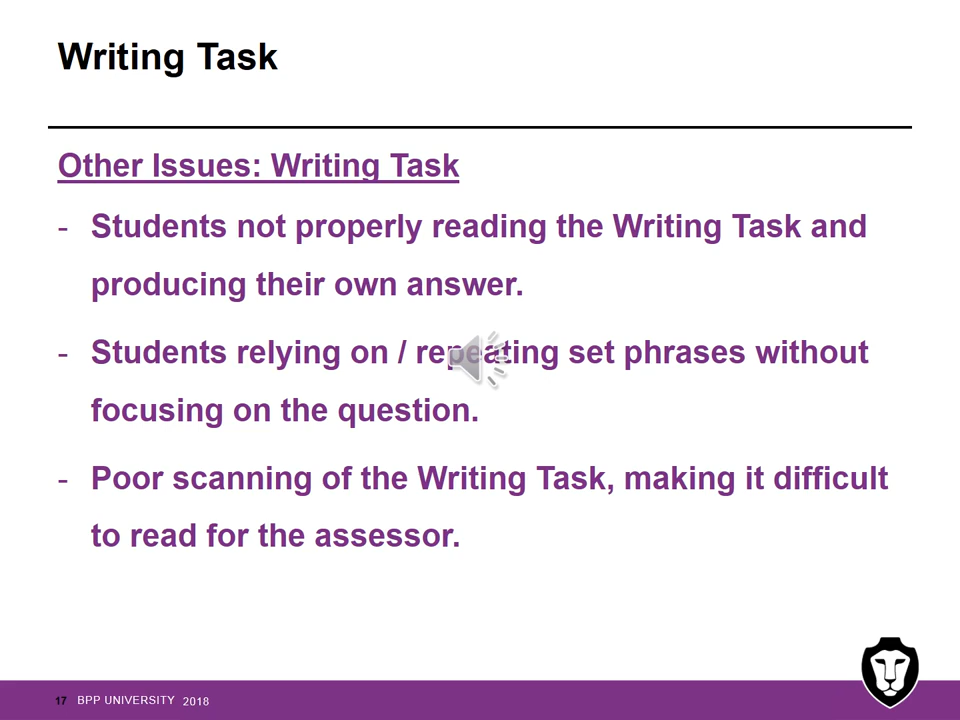 Writing Task
Other Issues: Writing Task
- Students not properly reading the Writing Task and
producing their own answer.
- Students relying on / repeating set phrases without
focusing on the question.
- Poor scanning of the Writing Task, making it difficult
to read for the assessor.
17 BPP UNIVERSITY 2018